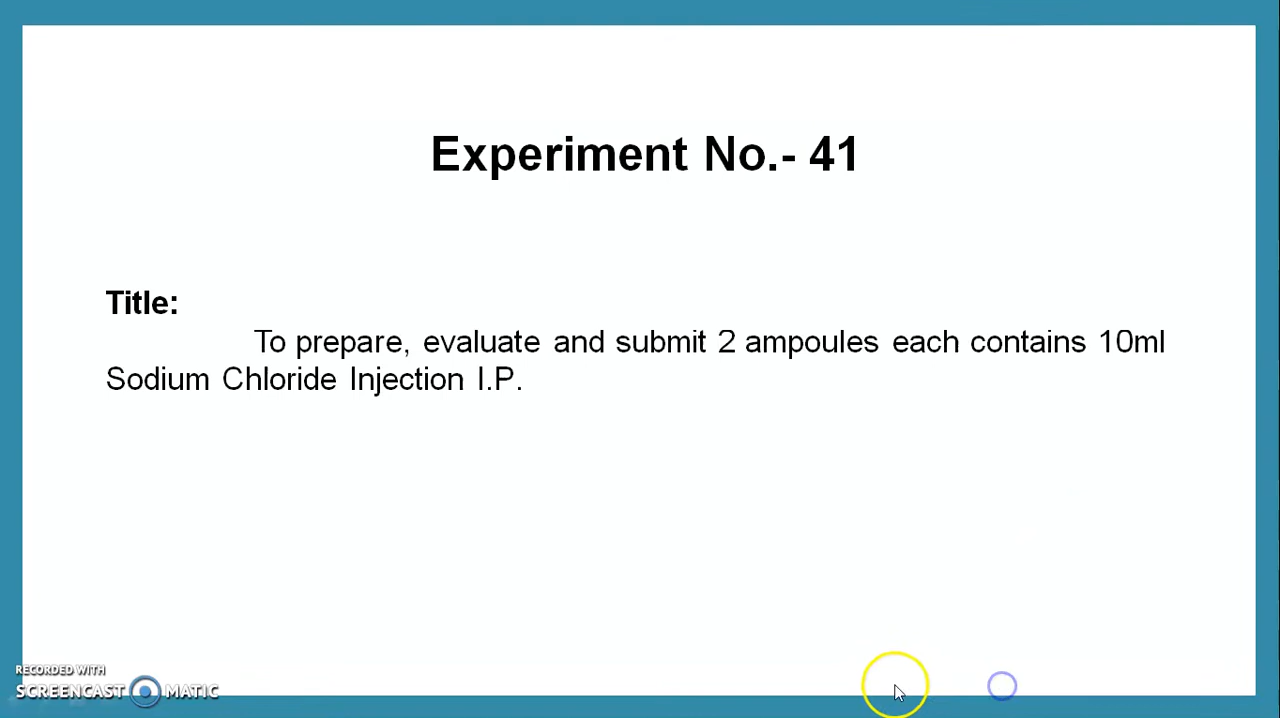 Experiment No.- 41
Title:
To prepare, evaluate and submit 2 ampoules each contains 10ml
Sodium Chloride Injection I.P.
RECORDED WITH
SCREENCAST MATIC